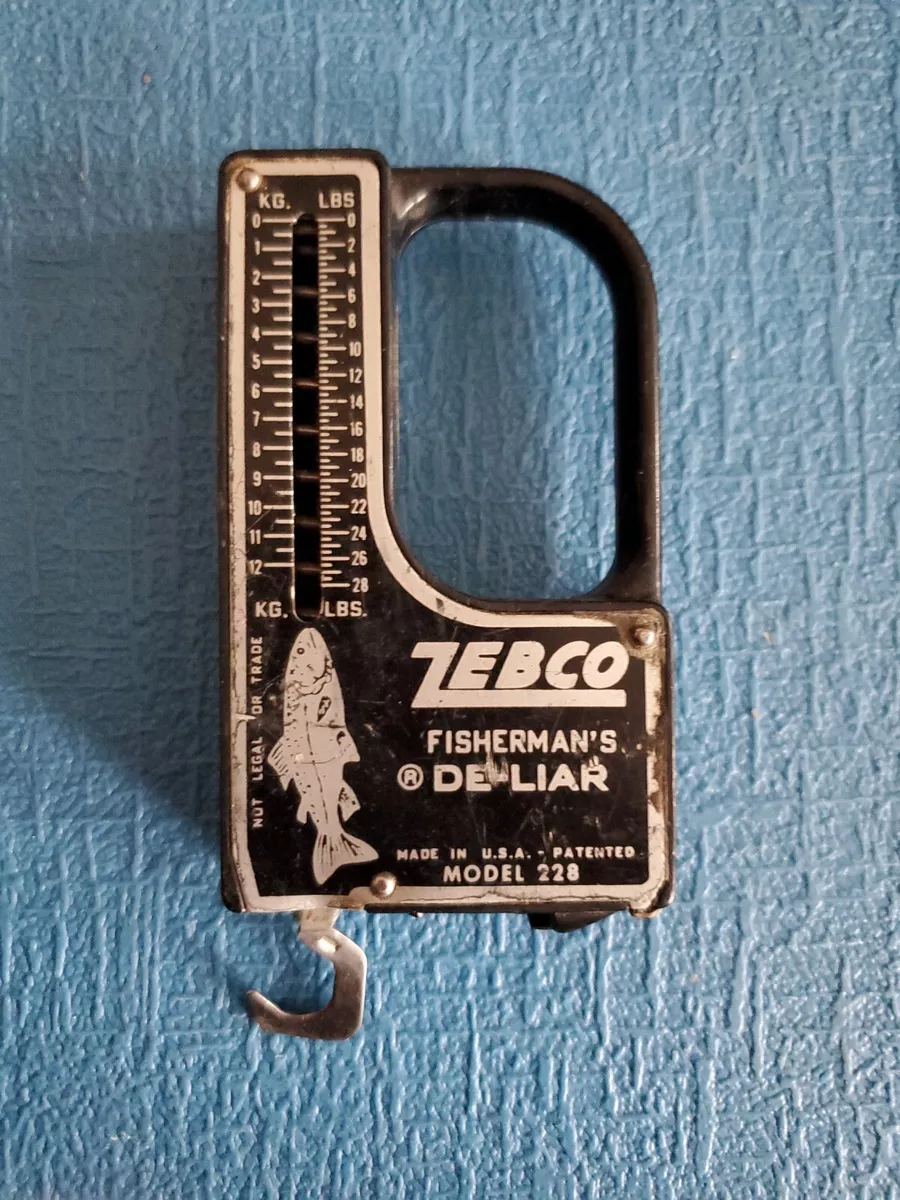 KG. LBS
0 0
1 2
2 4
3 6
4 8
5 10
6 12
7 14
8 16
9 18
10 20
11 22
12 24
26
28
KG. LBS.
NOT LEGAL FOR TRADE
ZEBCO
FISHERMAN'S
® DE-LIAR
MADE IN U.S.A. - PATENTED
MODEL 228